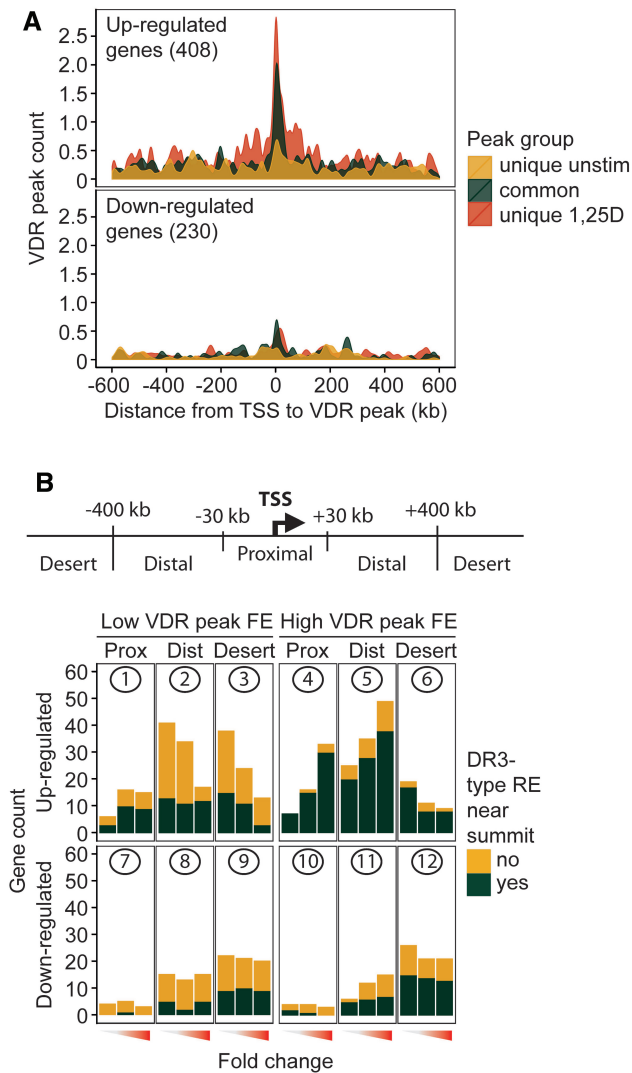 A
Up-regulated
genes (408)
2.5
2.0
1.5
1.0
0.5
0
VDR peak count
Down-regulated
genes (230)
2.5
2.0
1.5
1.0
0.5
0
-600 -400 -200 0 200 400 600
Distance from TSS to VDR peak (kb)
Peak group
unique unstim
common
unique 1,25D
B
TSS
-400 kb -30 kb +30 kb +400 kb
Desert Distal Proximal Distal Desert
Low VDR peak FE High VDR peak FE
Prox Dist Desert Prox Dist Desert
1 2 3 4 5 6
60
50
40
30
20
10
0
Up-regulated
Gene count
7 8 9 10 11 12
60
50
40
30
20
10
0
Down-regulated
Fold change
DR3-
type RE
near
summit
no
yes